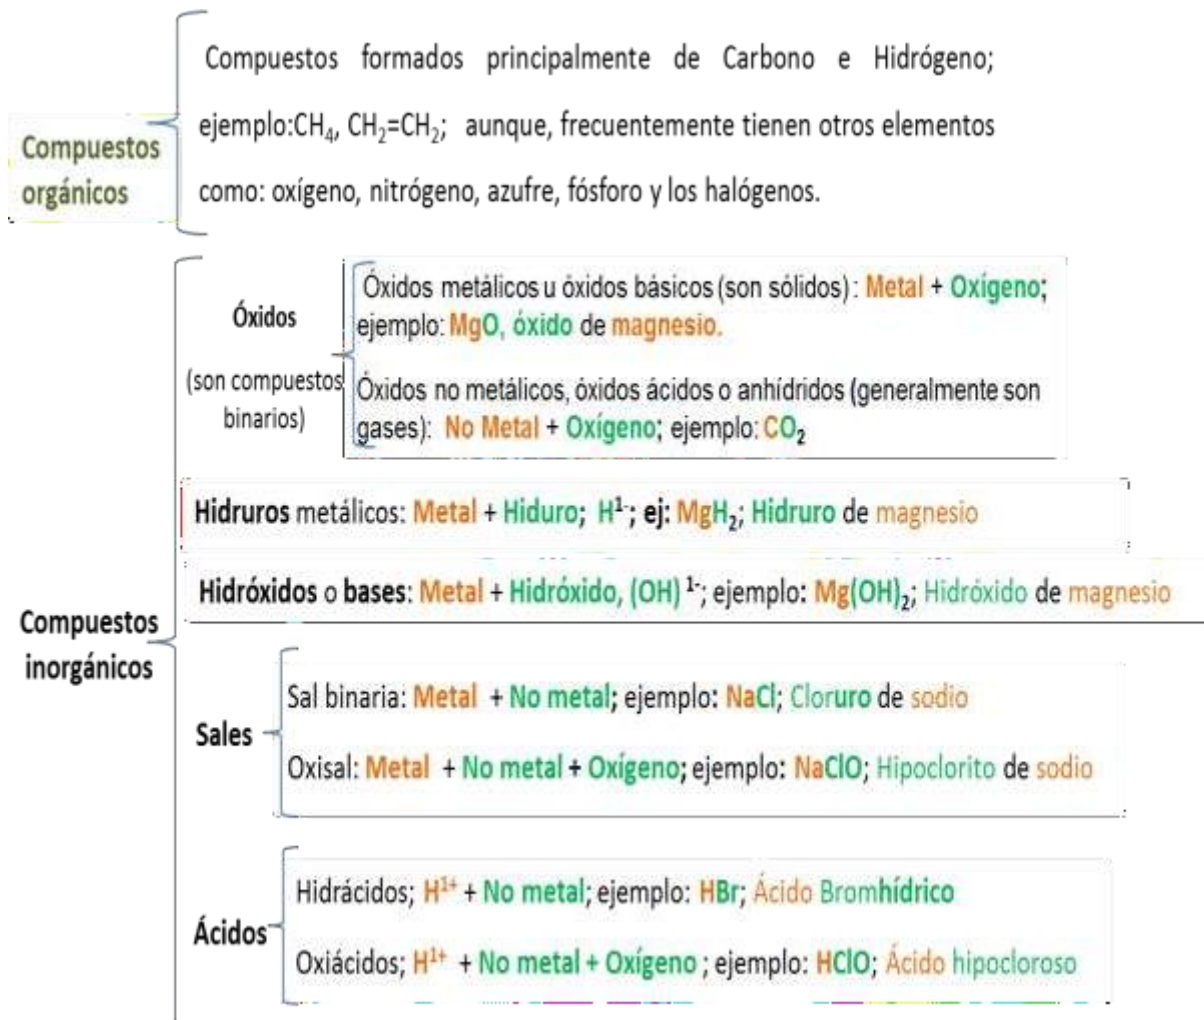 Compuestos formados principalmente de Carbono e Hidrógeno;
ejemplo:CH₄, CH₂=CH₂; aunque, frecuentemente tienen otros elementos
como: oxígeno, nitrógeno, azufre, fósforo y los halógenos.
Compuestos
orgánicos
Óxidos
(son compuestos
binarios)
Óxidos metálicos u óxidos básicos (son sólidos): Metal + Oxígeno;
ejemplo: MgO, óxido de magnesio.
Óxidos no metálicos, óxidos ácidos o anhídridos (generalmente son
gases): No Metal + Oxígeno; ejemplo: CO₂
Hidruros metálicos: Metal + Hiduro; H¹⁻; ej: MgH₂; Hidruro de magnesio
Hidróxidos o bases: Metal + Hidróxido, (OH) ¹⁻; ejemplo: Mg(OH)₂; Hidróxido de magnesio
Compuestos
inorgánicos
Sales
Sal binaria: Metal + No metal; ejemplo: NaCl; Cloruro de sodio
Oxisal: Metal + No metal + Oxígeno; ejemplo: NaClO; Hipoclorito de sodio
Ácidos
Hidrácidos; H¹⁺ + No metal; ejemplo: HBr; Ácido Bromhídrico
Oxiácidos; H¹⁺ + No metal + Oxígeno ; ejemplo: HClO; Ácido hipocloroso